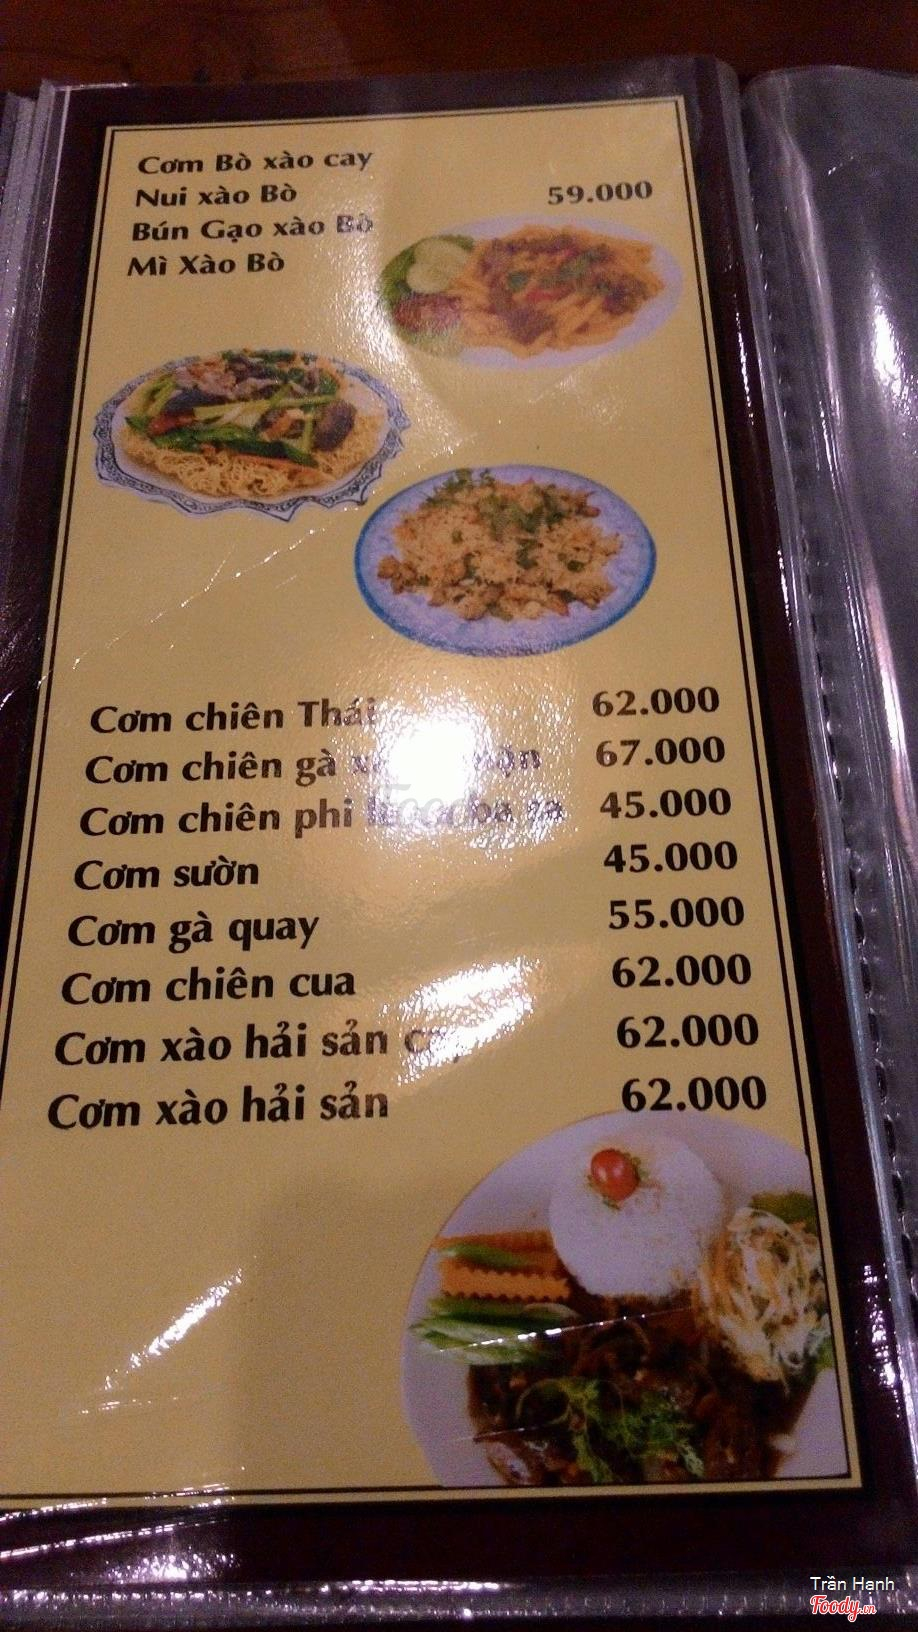 Cơm Bò xào cay
Nui xào Bò 59.000
Bún Gạo xào Bò
Mì Xào Bò
Cơm chiên Thái 62.000
Cơm chiên gà 67.000
Cơm chiên phi ba sa 45.000
Cơm sườn 45.000
Cơm gà quay 55.000
Cơm chiên cua 62.000
Cơm xào hải sản 62.000
Cơm xào hải sản 62.000
Trần Hạnh
Foody.vn